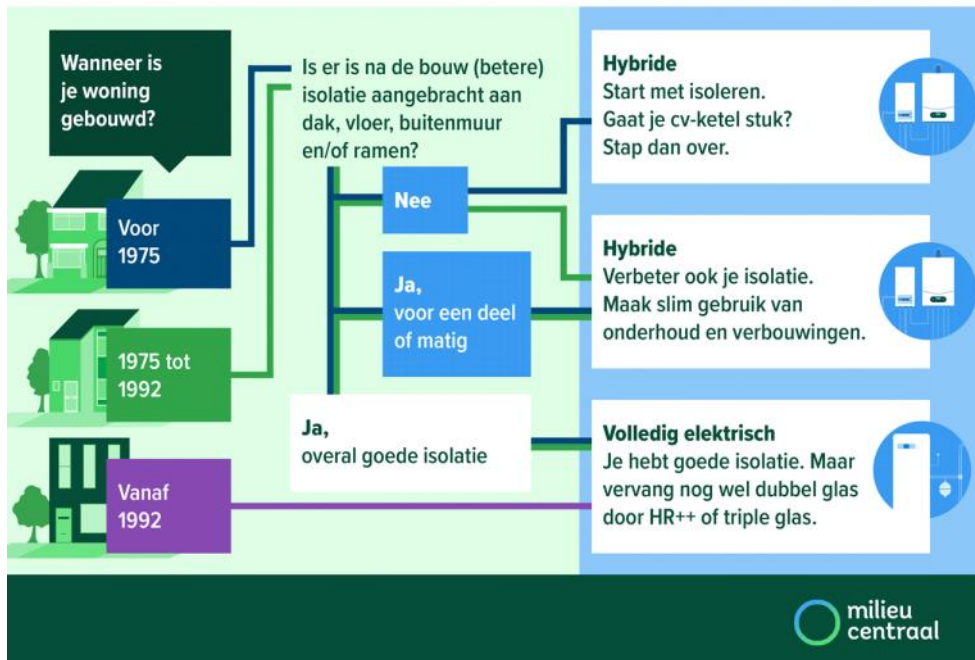 Wanneer is
je woning
gebouwd?
Voor
1975
1975 tot
1992
Vanaf
1992
Is er is na de bouw (betere)
isolatie aangebracht aan
dak, vloer, buitenmuur
en/of ramen?
Nee
Ja,
voor een deel
of matig
Ja,
overal goede isolatie
Hybride
Start met isoleren.
Gaat je cv-ketel stuk?
Stap dan over.
Hybride
Verbeter ook je isolatie.
Maak slim gebruik van
onderhoud en verbouwingen.
Volledig elektrisch
Je hebt goede isolatie. Maar
vervang nog wel dubbel glas
door HR++ of triple glas.
milieu
centraal